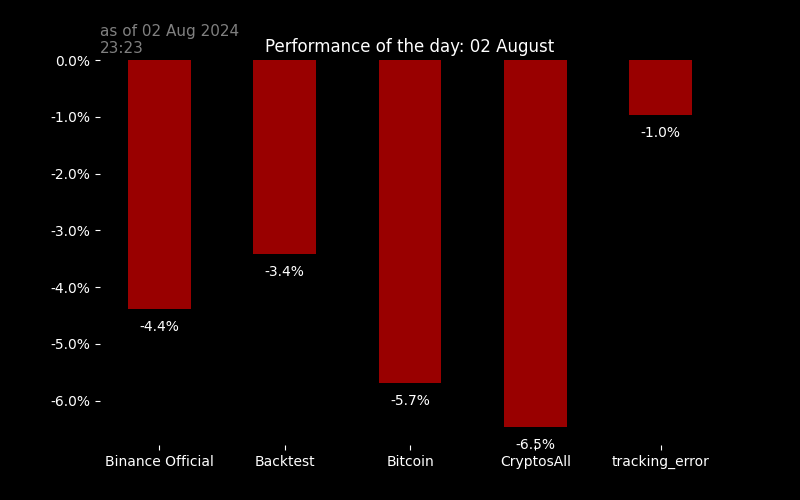 as of 02 Aug 2024
23:23
Performance of the day: 02 August
0.0%
-1.0%
-2.0%
-3.0%
-4.0%
-5.0%
-6.0%
-4.4%
-3.4%
-5.7%
-6.5%
-1.0%
Binance Official
Backtest
Bitcoin
CryptosAll
tracking_error